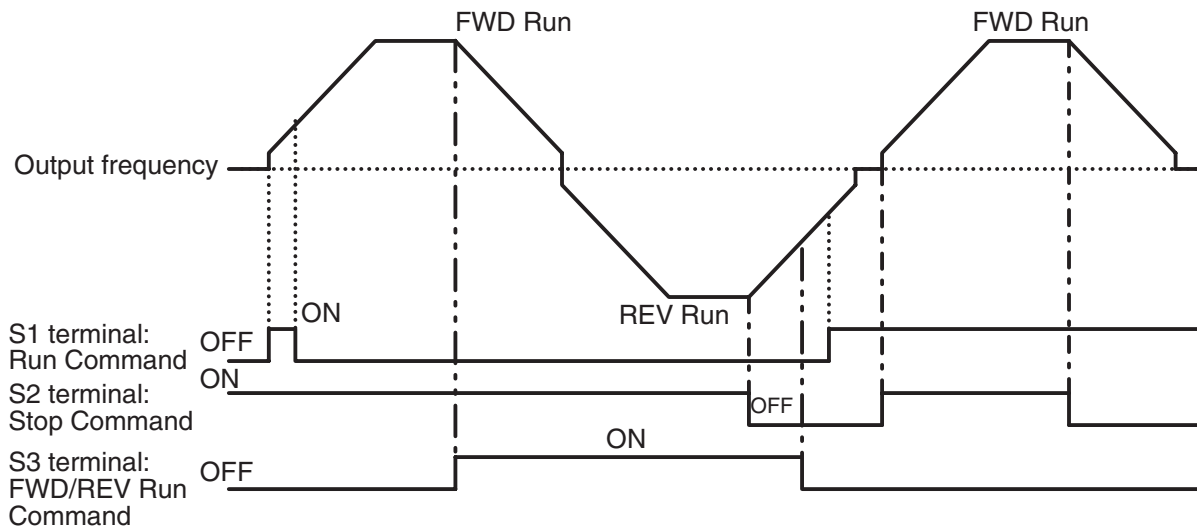 FWD Run
FWD Run
Output frequency
REV Run
ON
S1 terminal:
Run Command
OFF
ON
S2 terminal:
Stop Command
OFF
ON
S3 terminal:
FWD/REV Run
Command
OFF